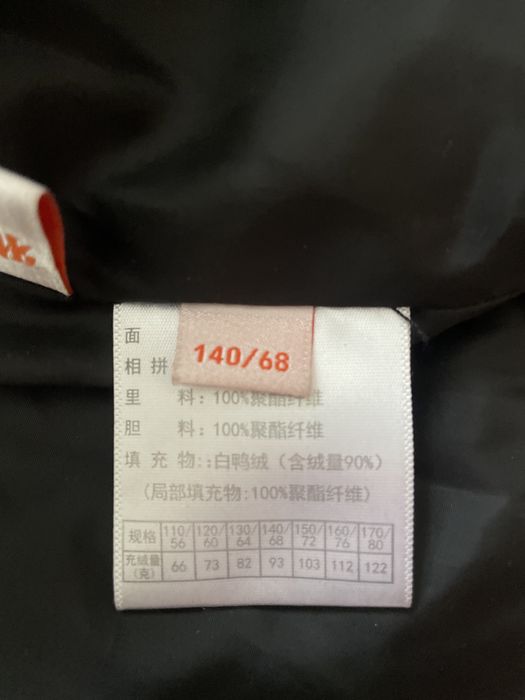 140/68
面
相 拼
里 料：100%聚酯纤维
胆 料：100%聚酯纤维
填 充 物：：白鸭绒（含绒量90%）
（局部填充物：100%聚酯纤维）
规格 110/56 120/60 130/64 140/68 150/72 160/76 170/80
充绒量（克） 66 73 82 93 103 112 122